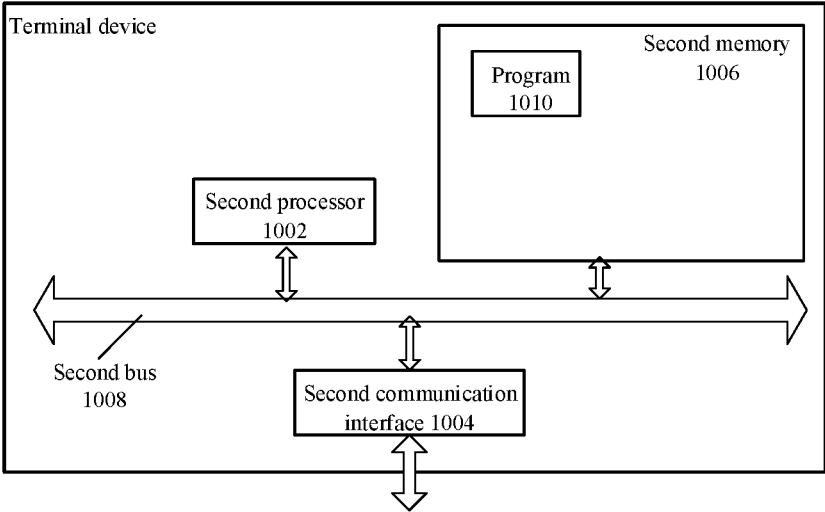 Terminal device
Second memory
1006
Program
1010
Second processor
1002
Second bus
1008
Second communication
interface 1004